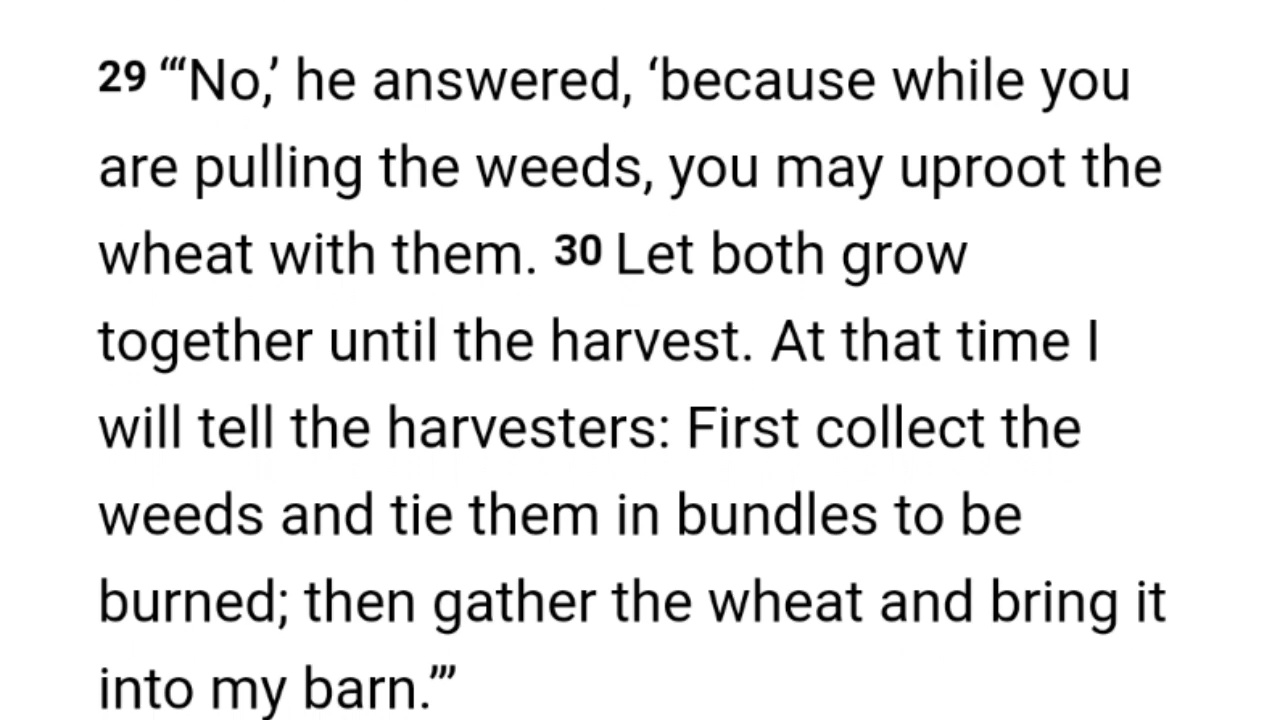 29 “‘No,’ he answered, ‘because while you
are pulling the weeds, you may uproot the
wheat with them. 30 Let both grow
together until the harvest. At that time I
will tell the harvesters: First collect the
weeds and tie them in bundles to be
burned; then gather the wheat and bring it
into my barn.’”